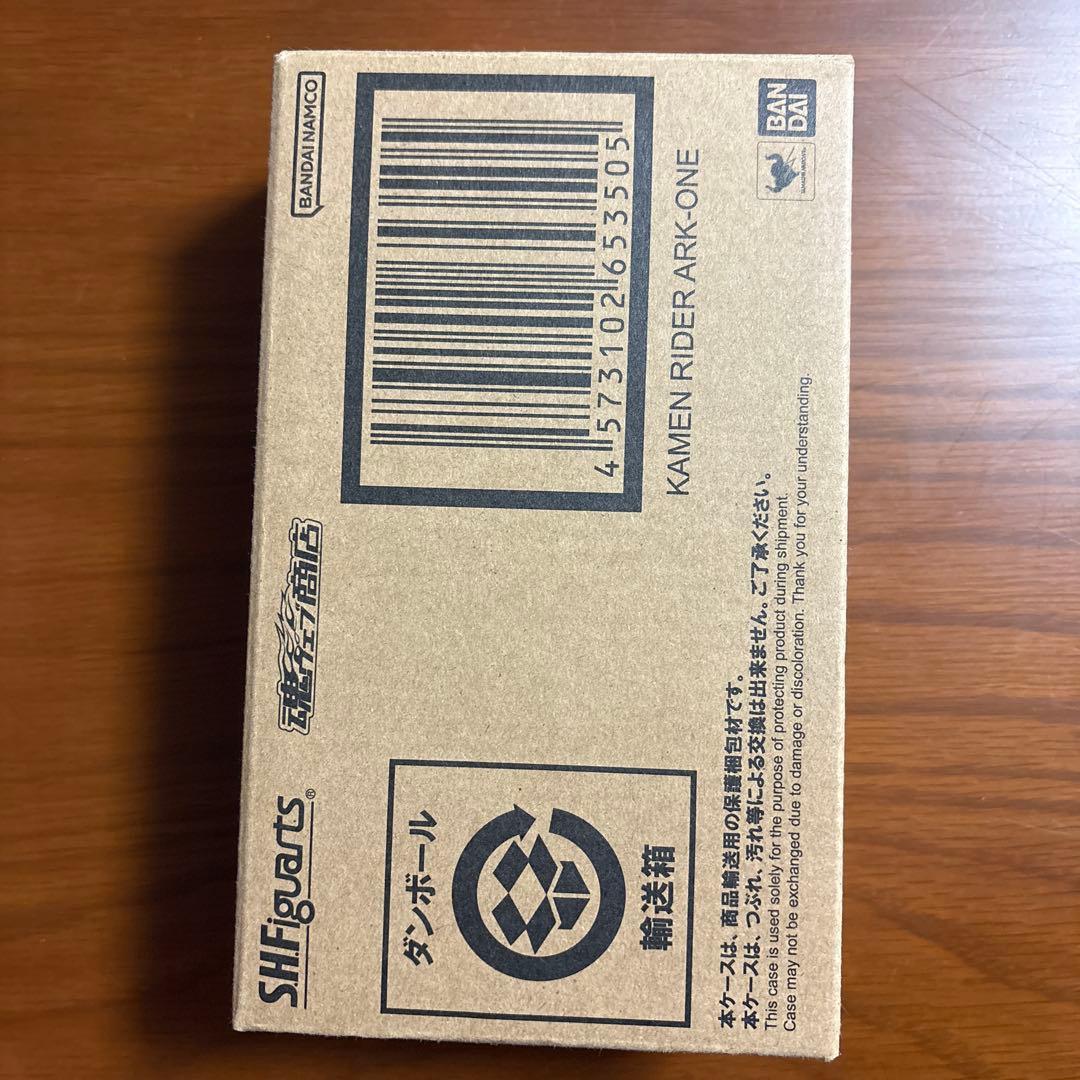 S.H.Figuarts®
魂ウェブ商店
BANDAI NAMCO
ダンボール
輸送箱
4 573102 653505
KAMEN RIDER ARK-ONE
BAN
DAI
本ケースは、商品輸送用の保護梱包材です。
本ケースは、つぶれ、汚れ等による交換は出来ません。ご了承ください。
This case is used solely for the purpose of protecting product during shipment.
Case may not be exchanged due to damage or discoloration. Thank you for your understanding.